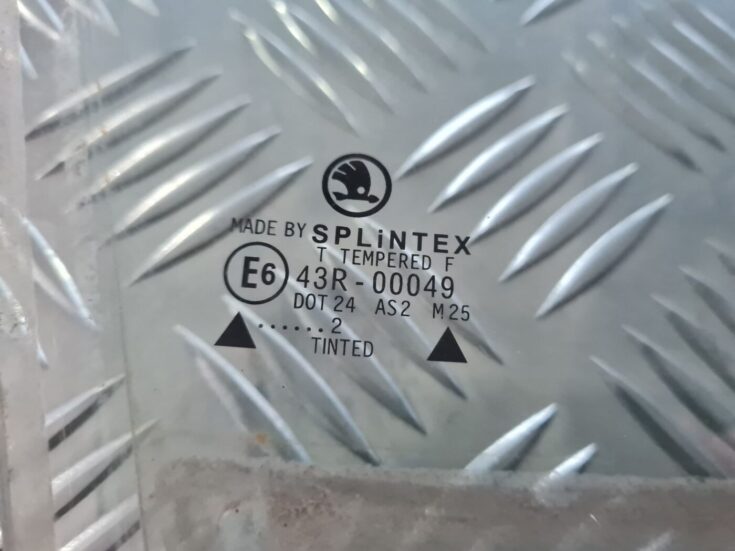 MADE BY SPLiNTEX
T TEMPERED F
E6 43R-00049
DOT 24 AS2 M25
......2
TINTED